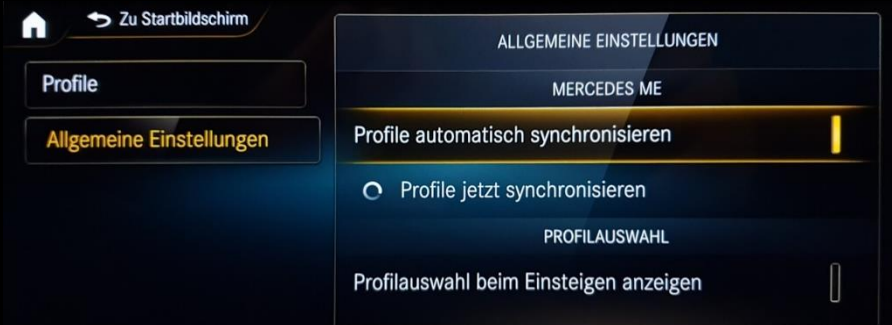 Zu Startbildschirm
Profile
Allgemeine Einstellungen
ALLGEMEINE EINSTELLUNGEN
MERCEDES ME
Profile automatisch synchronisieren
Profile jetzt synchronisieren
PROFILAUSWAHL
Profilauswahl beim Einsteigen anzeigen